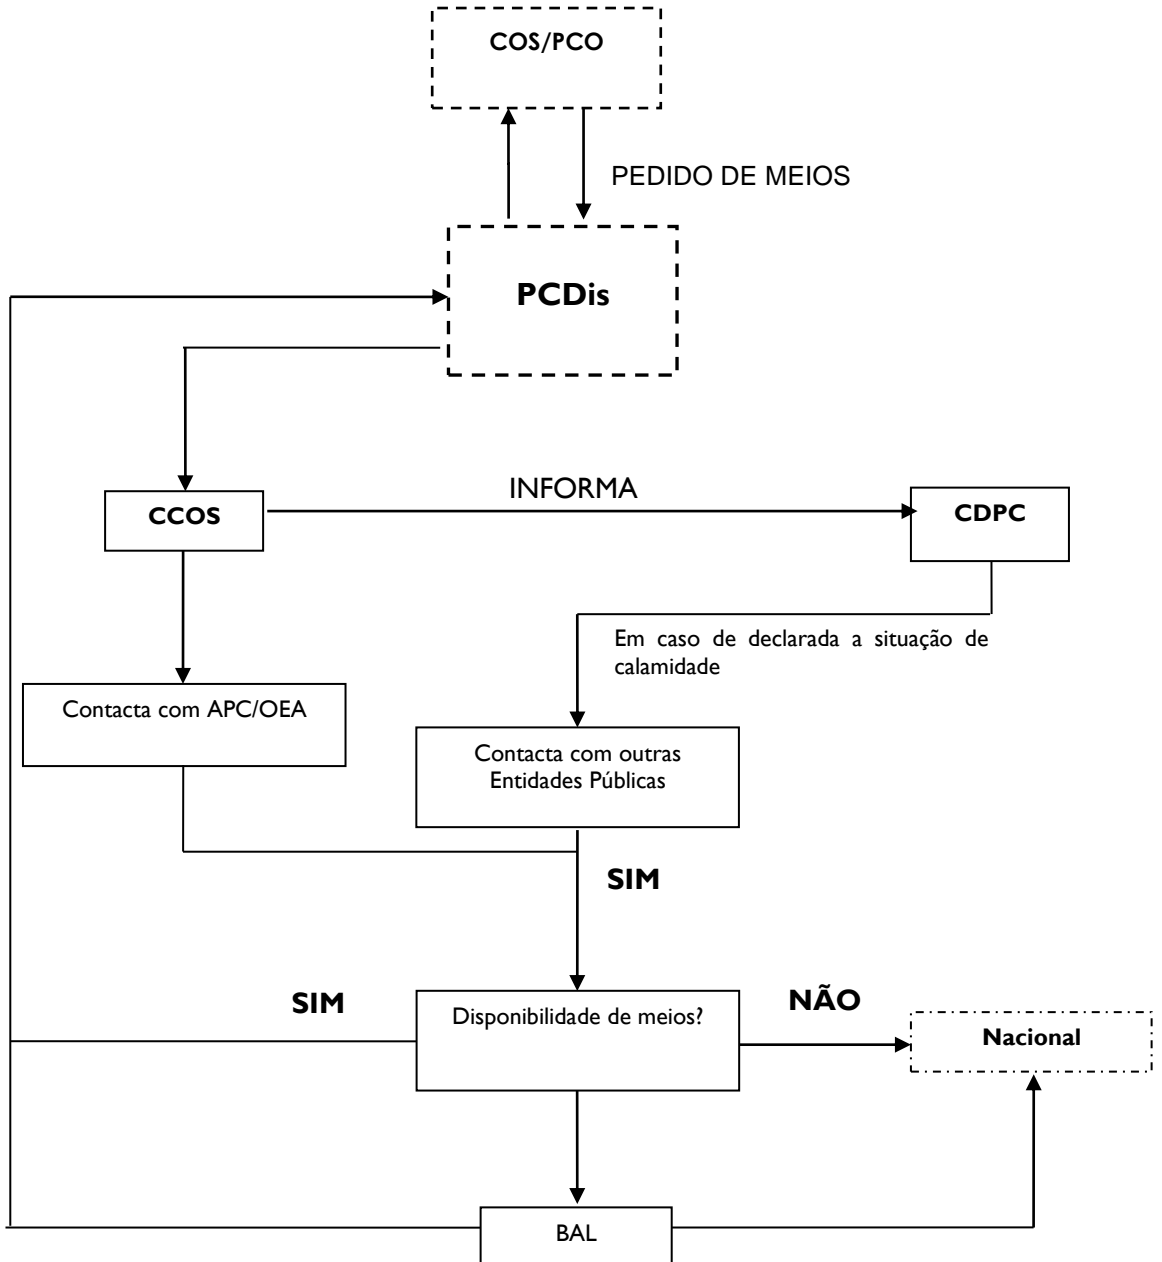 COS/PCO
PEDIDO DE MEIOS
PCDis
INFORMA
CCOS
CDPC
Em caso de declarada a situação de
calamidade
Contacta com APC/OEA
Contacta com outras
Entidades Públicas
SIM
SIM
NÃO
Disponibilidade de meios?
Nacional
BAL